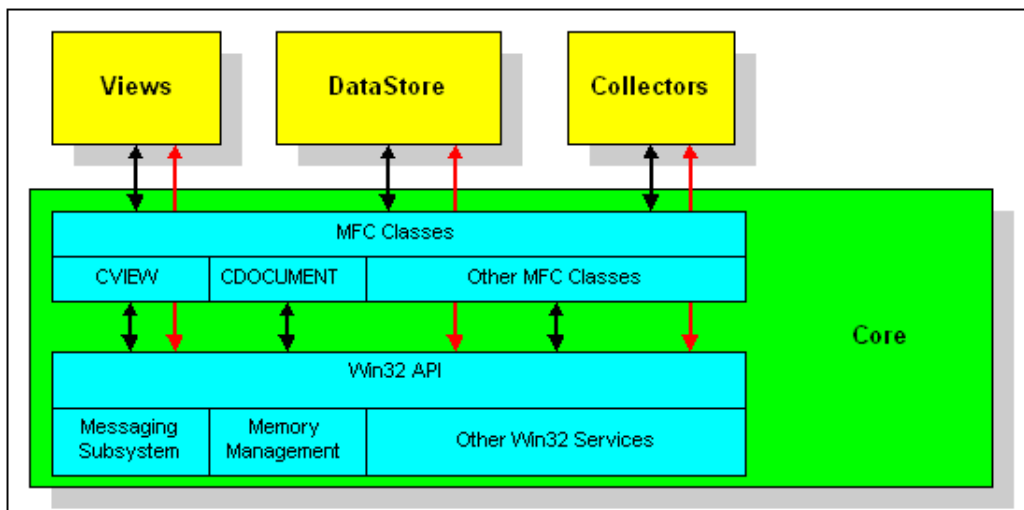 Views
DataStore
Collectors
MFC Classes
CVIEW
CDOCUMENT
Other MFC Classes
Core
Win32 API
Messaging
Subsystem
Memory
Management
Other Win32 Services